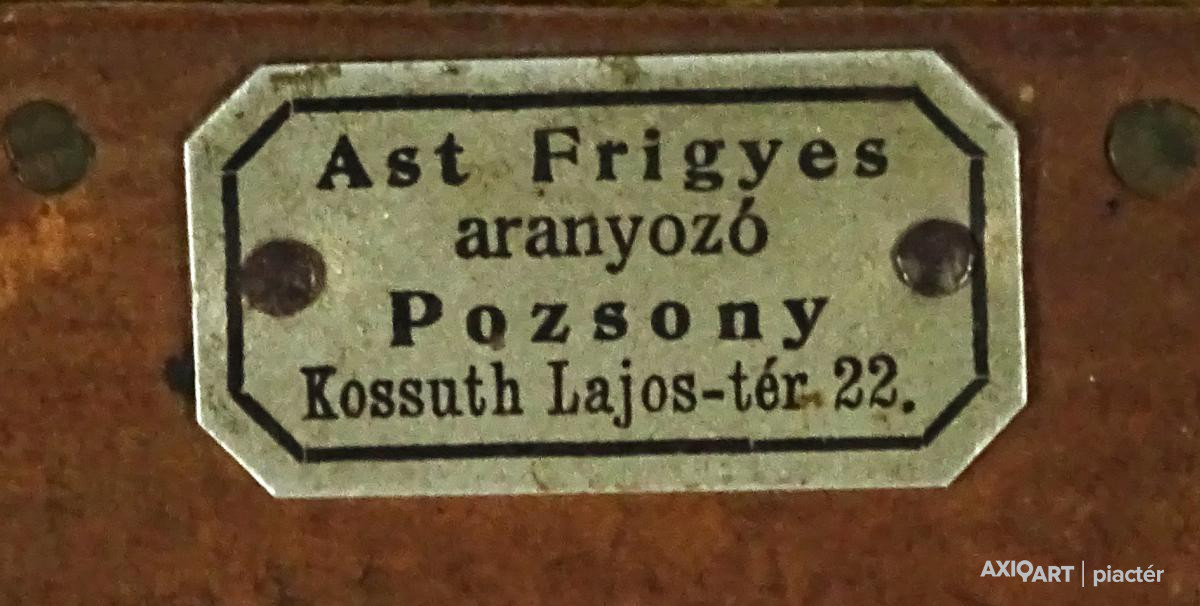 Ast Frigyes
aranyozó
Pozsony
Kossuth Lajos-tér 22.
AXIOART | piactér